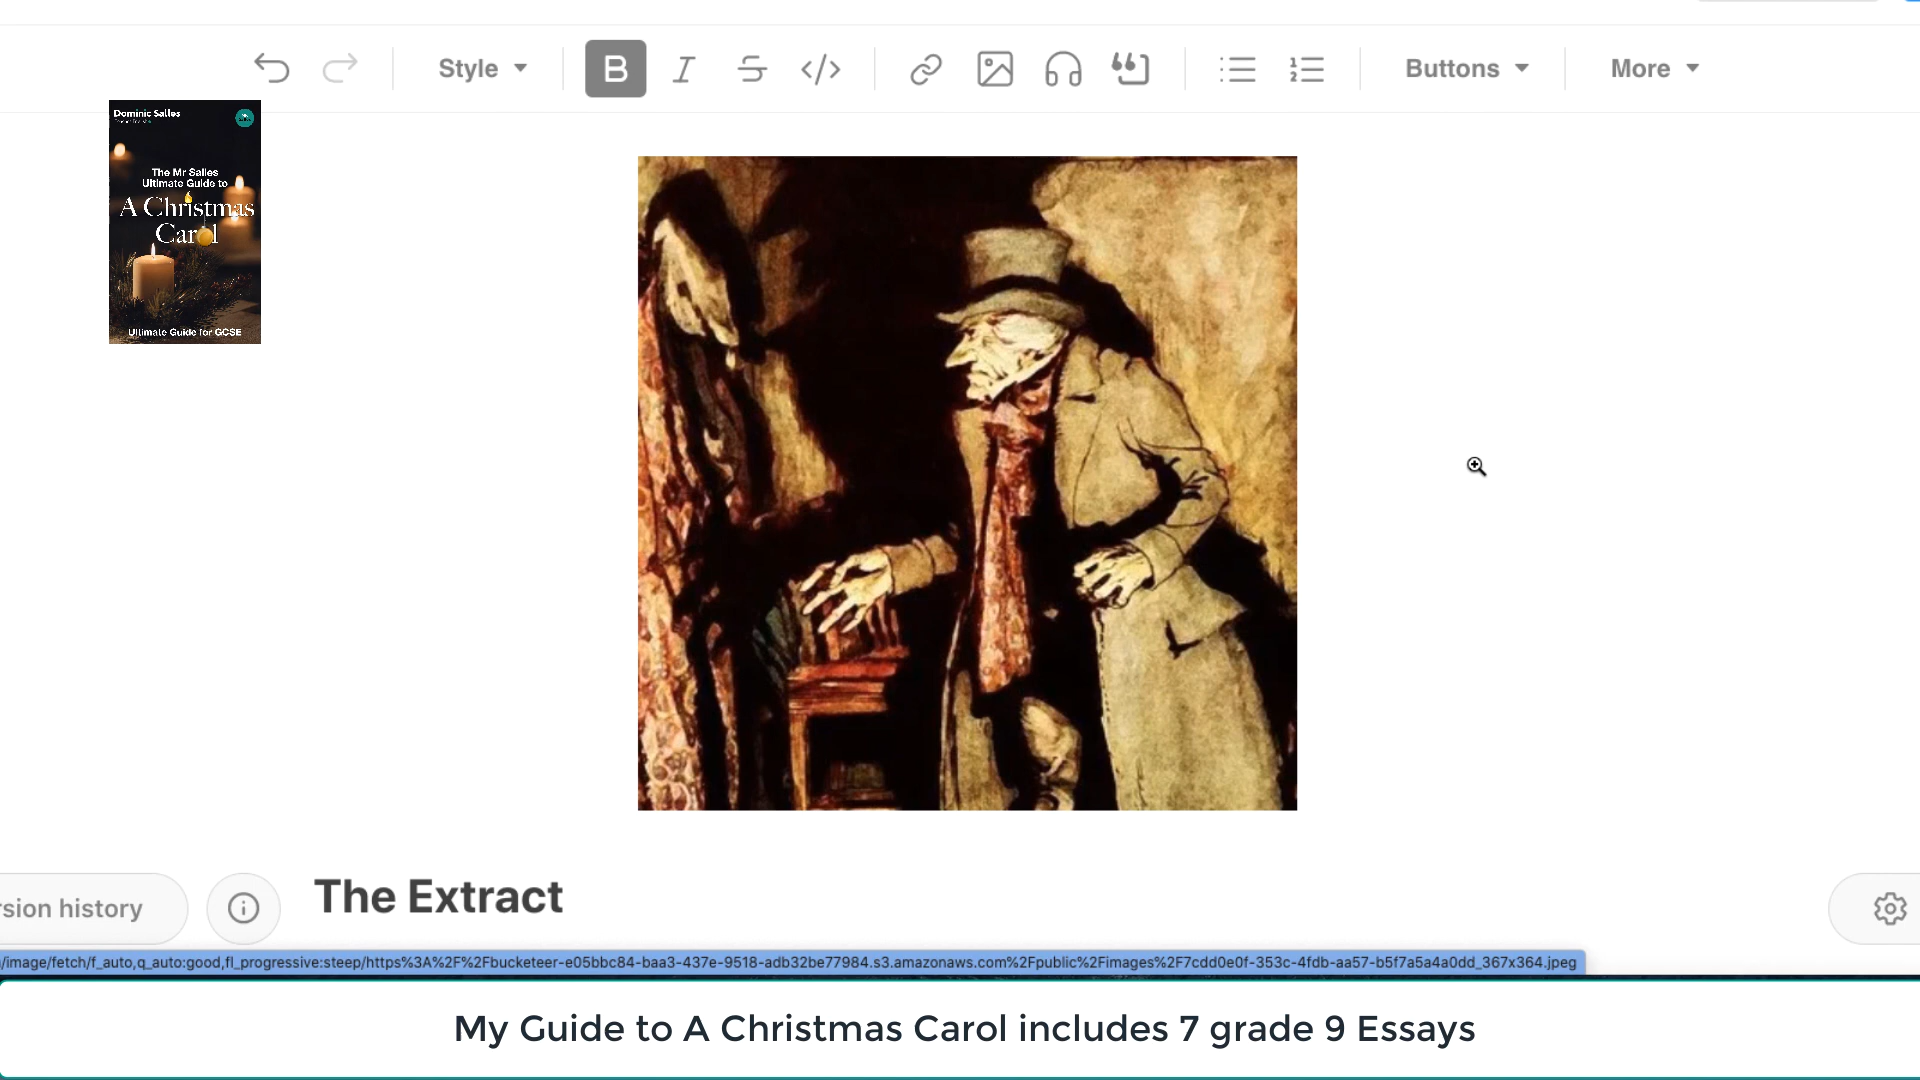 Style
B
Buttons
More
Dominic Salles
The Mr Salles
Ultimate Guide to
A Christmas
Carol
Ultimate Guide for GCSE
rsion history
The Extract
/image/fetch/f_auto,q_auto:good,fl_progressive:steep/https%3A%2F%2Fbucketeer-e05bbc84-baa3-437e-9518-adb32be77984.s3.amazonaws.com%2Fpublic%2Fimages%2F7cdd0e0f-353c-4fdb-aa57-b5f7a5a4a0dd_367x364.jpeg
My Guide to A Christmas Carol includes 7 grade 9 Essays